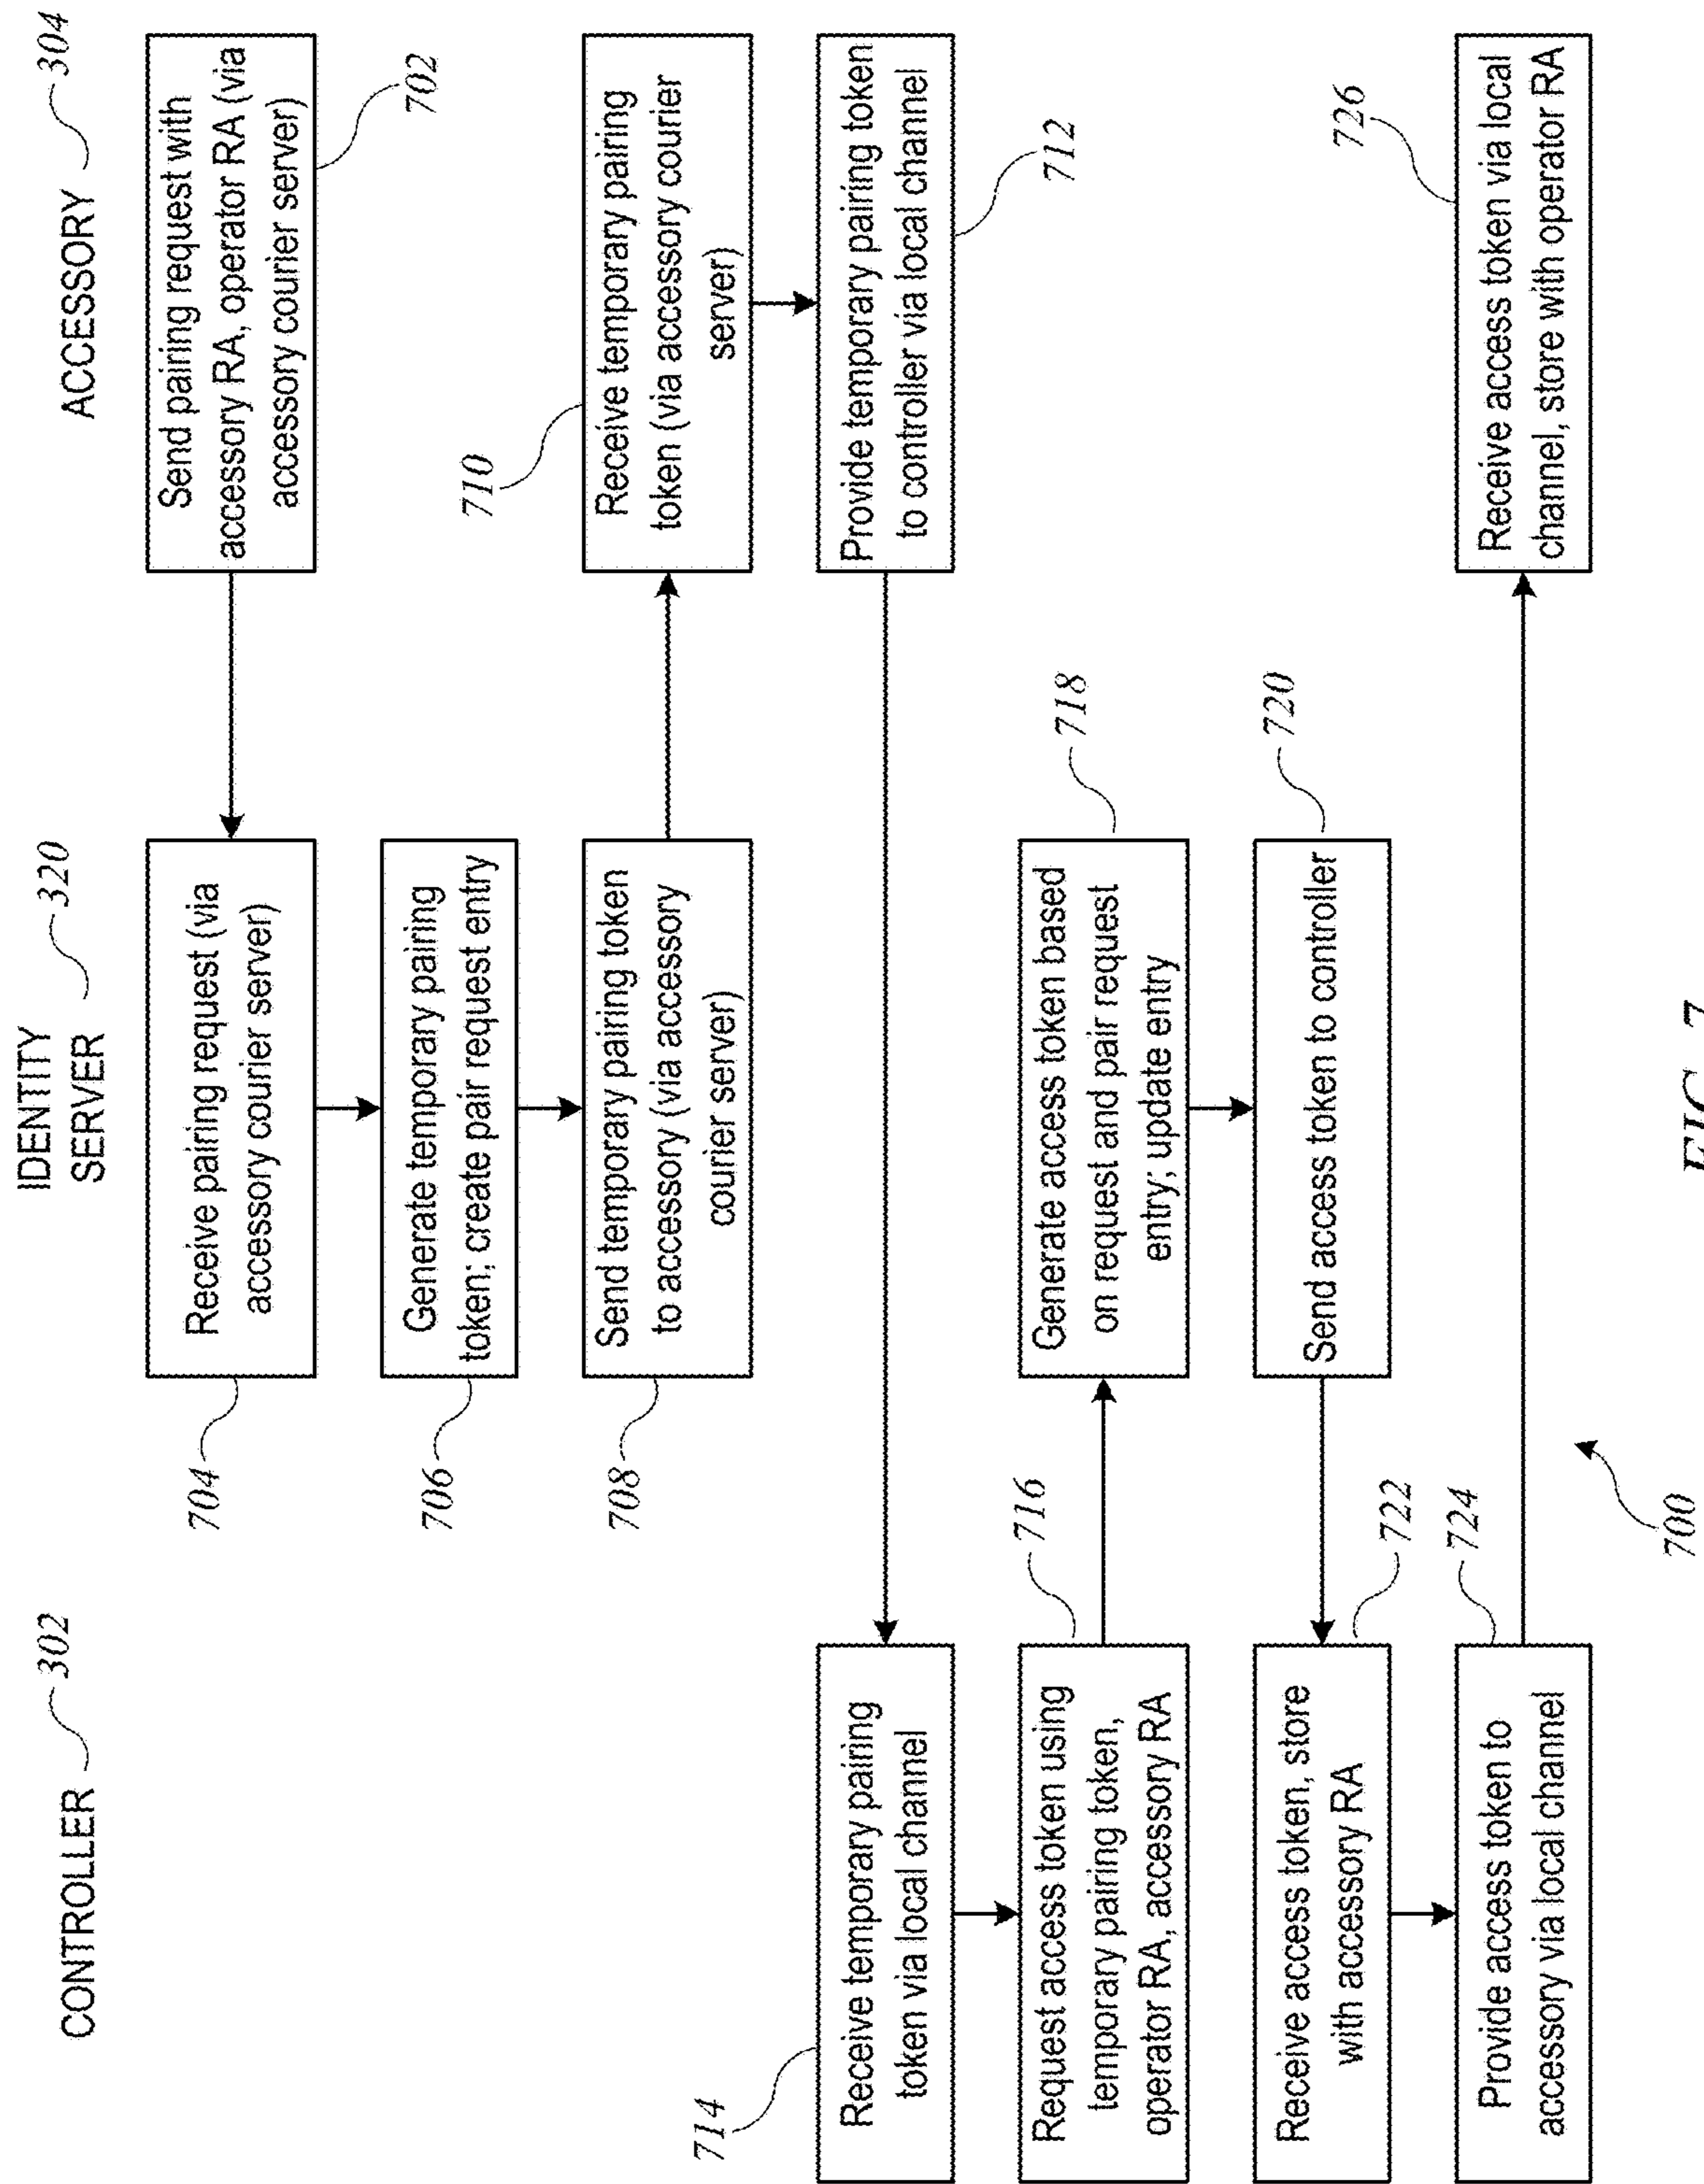 CONTROLLER 302
IDENTITY
SERVER 320
ACCESSORY 304
Send pairing request with
accessory RA, operator RA (via
accessory courier server)
702
704
Receive pairing request (via
accessory courier server)
706
Generate temporary pairing
token; create pair request entry
708
Send temporary pairing token
to accessory (via accessory
courier server)
710
Receive temporary pairing
token (via accessory courier
server)
Provide temporary pairing token
to controller via local channel
712
714
Receive temporary pairing
token via local channel
716
Request access token using
temporary pairing token,
operator RA, accessory RA
718
Generate access token based
on request and pair request
entry; update entry
720
Send access token to controller
Receive access token, store
with accessory RA
722
724
Provide access token to
accessory via local channel
726
Receive access token via local
channel, store with operator RA
700
FIG. 7